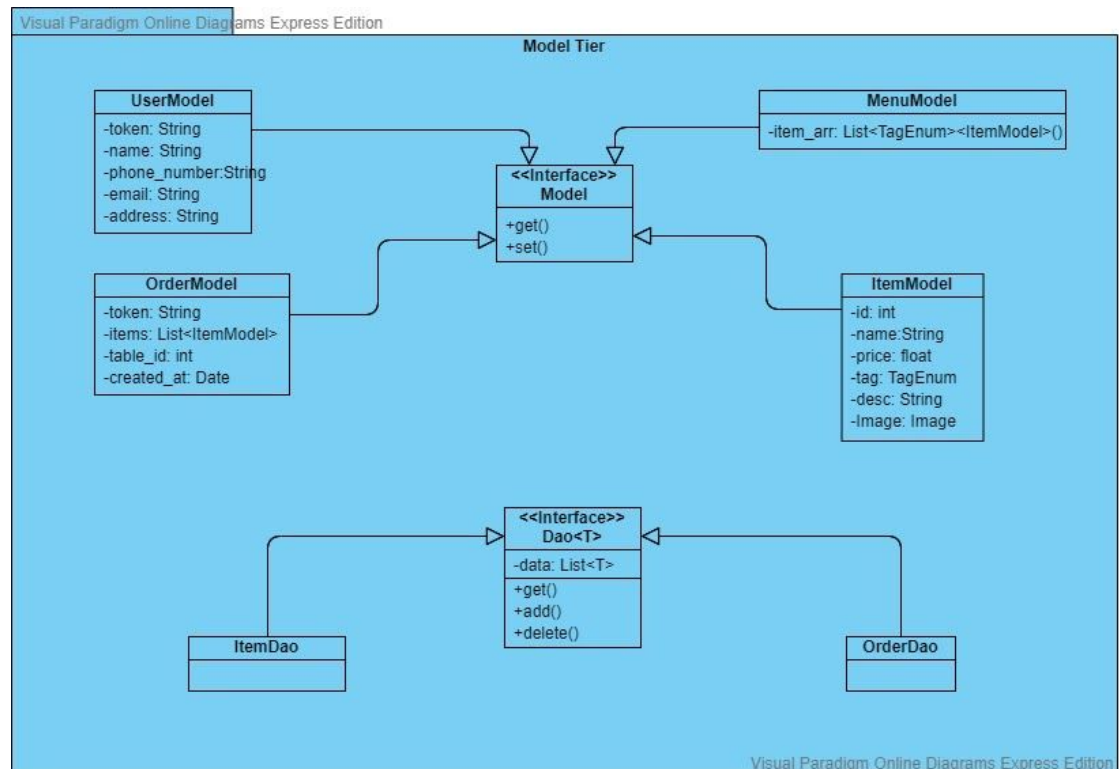 Visual Paradigm Online Diagrams Express Edition
Model Tier
UserModel
-token: String
-name: String
-phone_number:String
-email: String
-address: String
MenuModel
-item_arr: List<TagEnum><ItemModel>()
<<Interface>>
Model
+get()
+set()
OrderModel
-token: String
-items: List<ItemModel>
-table_id: int
-created_at: Date
ItemModel
-id: int
-name:String
-price: float
-tag: TagEnum
-desc: String
-Image: Image
<<Interface>>
Dao<T>
-data: List<T>
+get()
+add()
+delete()
ItemDao
OrderDao
Visual Paradigm Online Diagrams Express Edition